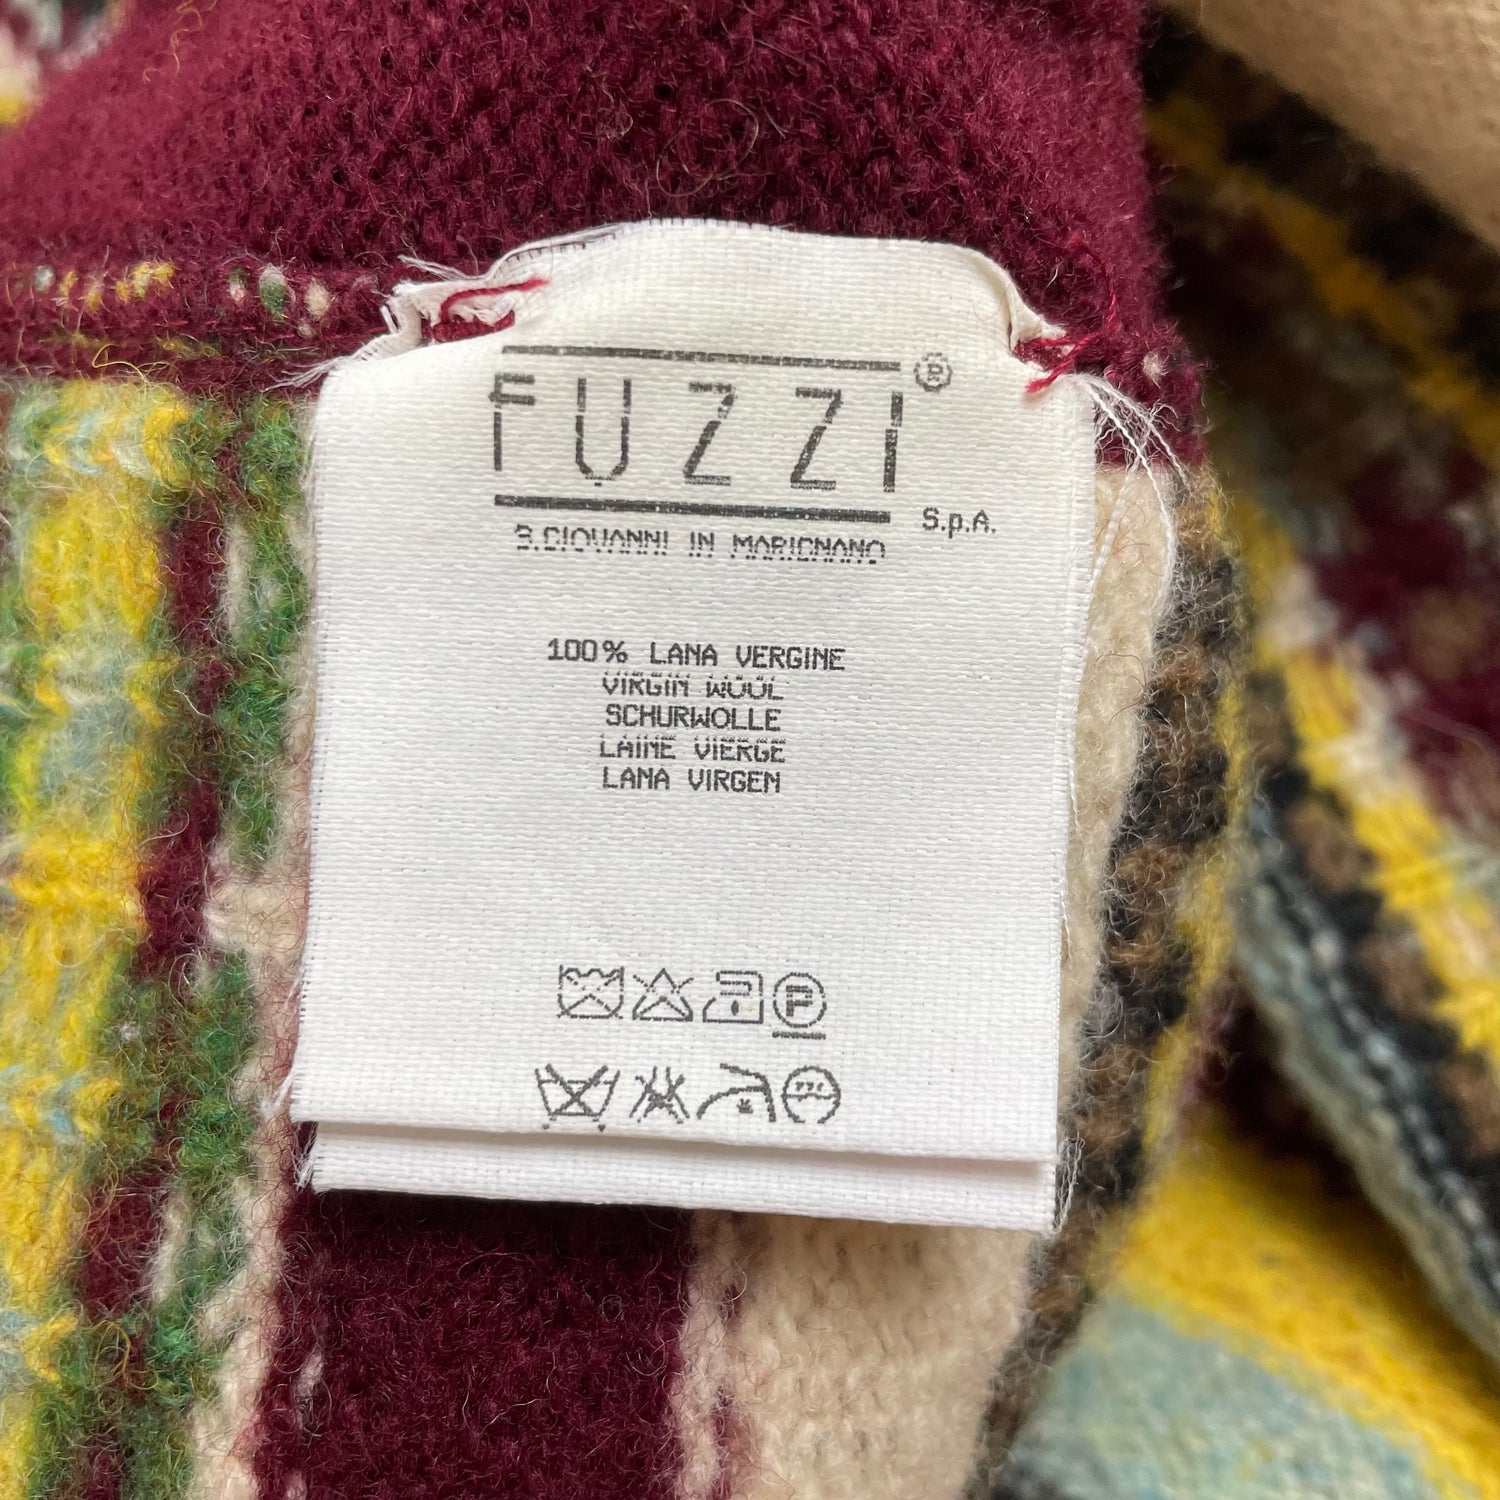 FUZZI®
S.p.A.
S.GIOVANNI IN MARIGNANO
100% LANA VERGINE
VIRGIN WOOL
SCHURWOLLE
LAINE VIERGE
LANA VIRGEN
P